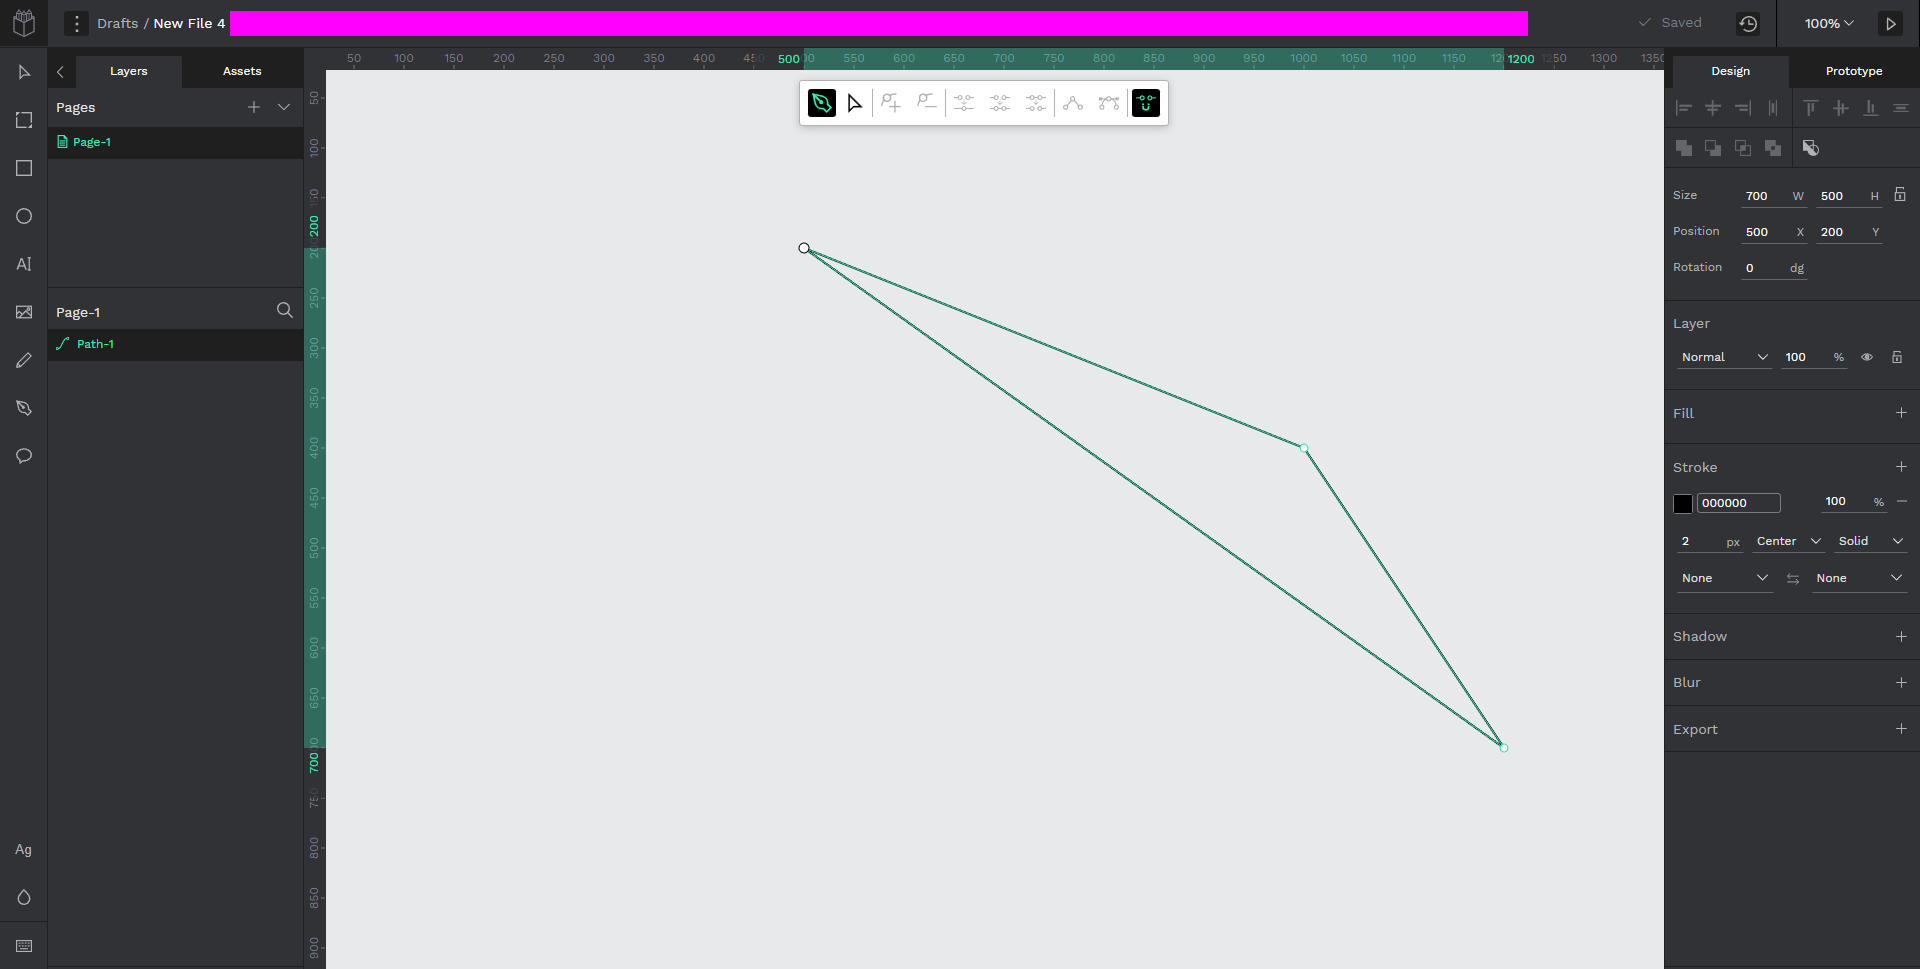 Drafts / New File 4
Saved
100%
Layers
Assets
Pages
Page-1
Page-1
Path-1
AI
Ag
50 100 150 200 250 300 350 400 500 550 600 650 700 750 800 850 900 950 1000 1050 1100 1150 1200 1250 1300
50 100 200 250 300 350 400 450 500 550 600 650 700 750 800 850 900
Design
Prototype
Size 700 W 500 H
Position 500 X 200 Y
Rotation 0 dg
Layer
Normal 100 %
Fill
Stroke
000000 100 %
2 px Center Solid
None None
Shadow
Blur
Export